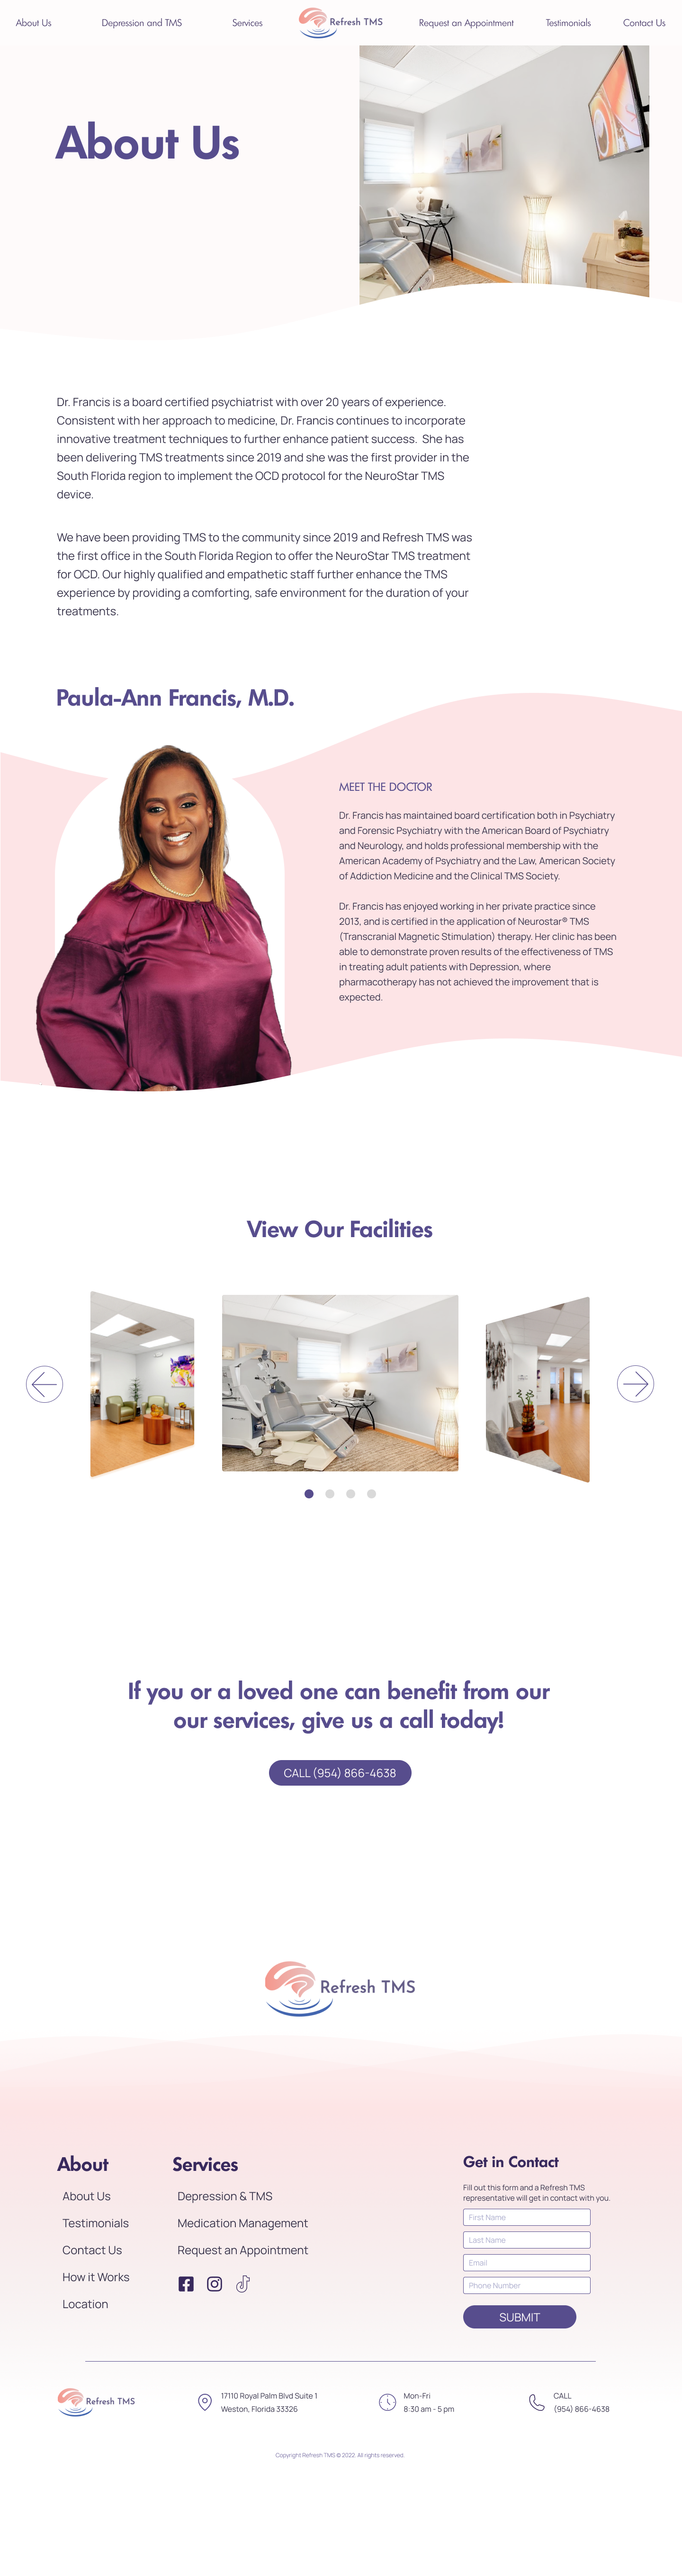 About Us
Depression and TMS
Services
Refresh TMS
Request an Appointment
Testimonials
Contact Us
About Us
Dr. Francis is a board certified psychiatrist with over 20 years of experience.
Consistent with her approach to medicine, Dr. Francis continues to incorporate
innovative treatment techniques to further enhance patient success.  She has
been delivering TMS treatments since 2019 and she was the first provider in the
South Florida region to implement the OCD protocol for the NeuroStar TMS
device.
We have been providing TMS to the community since 2019 and Refresh TMS was
the first office in the South Florida Region to offer the NeuroStar TMS treatment
for OCD. Our highly qualified and empathetic staff further enhance the TMS
experience by providing a comforting, safe environment for the duration of your
treatments.
Paula-Ann Francis, M.D.
MEET THE DOCTOR
Dr. Francis has maintained board certification both in Psychiatry
and Forensic Psychiatry with the American Board of Psychiatry
and Neurology, and holds professional membership with the
American Academy of Psychiatry and the Law, American Society
of Addiction Medicine and the Clinical TMS Society.
Dr. Francis has enjoyed working in her private practice since
2013, and is certified in the application of Neurostar® TMS
(Transcranial Magnetic Stimulation) therapy. Her clinic has been
able to demonstrate proven results of the effectiveness of TMS
in treating adult patients with Depression, where
pharmacotherapy has not achieved the improvement that is
expected.
View Our Facilities
If you or a loved one can benefit from our
our services, give us a call today!
CALL (954) 866-4638
Refresh TMS
About
About Us
Testimonials
Contact Us
How it Works
Location
Services
Depression & TMS
Medication Management
Request an Appointment
Get in Contact
Fill out this form and a Refresh TMS
representative will get in contact with you.
First Name
Last Name
Email
Phone Number
SUBMIT
Refresh TMS
17110 Royal Palm Blvd Suite 1
Weston, Florida 33326
Mon-Fri
8:30 am - 5 pm
CALL
(954) 866-4638
Copyright Refresh TMS © 2022. All rights reserved.